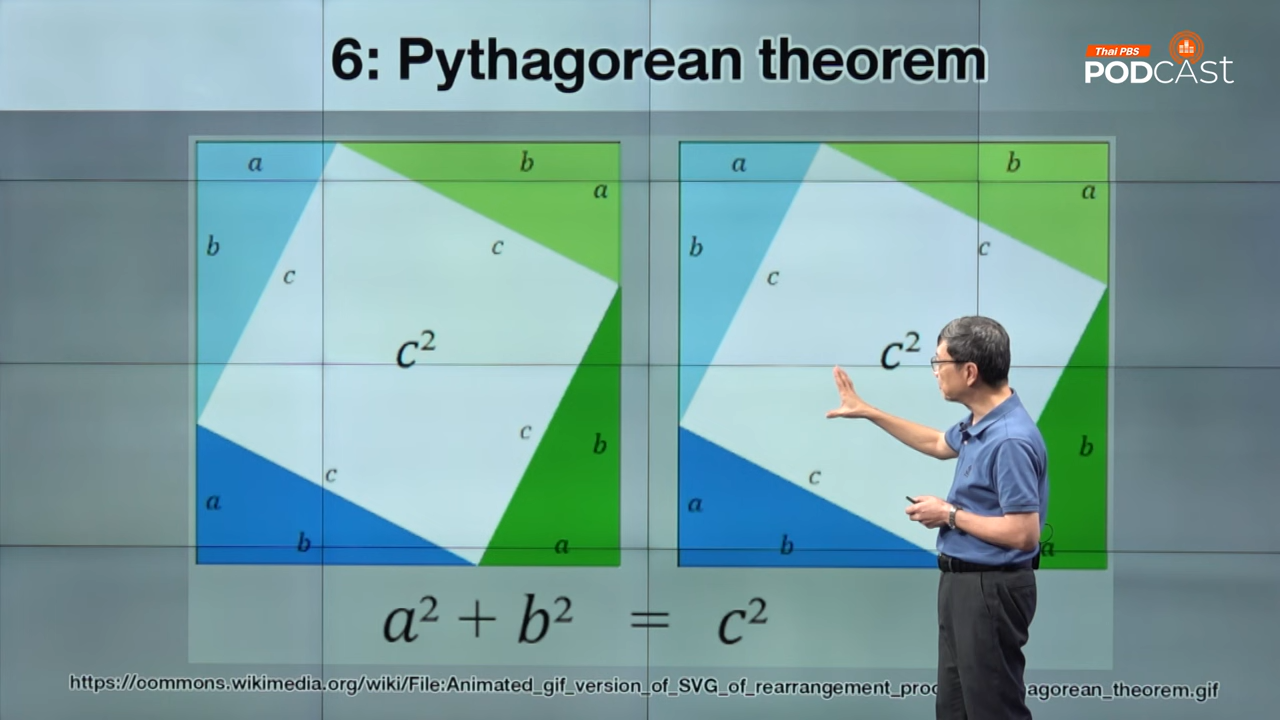 6: Pythagorean theorem
Thai PBS
PODCAST
a
b
a
b
c
c
c²
c
b
c
a
b
a
a
b
a
b
c
c
c²
b
c
a
b
a
a² + b² = c²
https://commons.wikimedia.org/wiki/File:Animated_gif_version_of_SVG_of_rearrangement_proc agorean_theorem.gif